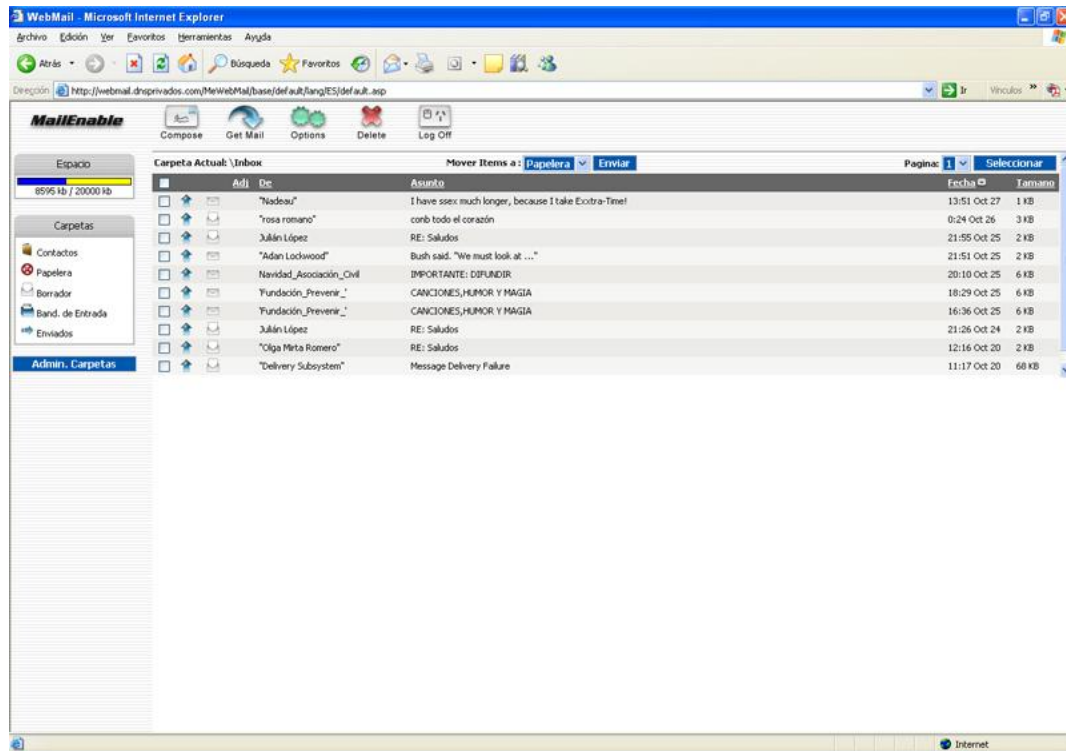 WebMail - Microsoft Internet Explorer
Archivo Edición Ver Favoritos Herramientas Ayuda
Atrás Búsqueda Favoritos
Dirección http://webmail.dnsprivados.com/MeWebMail/base/default/lang/ES/default.asp Ir Vínculos »
MailEnable
Compose Get Mail Options Delete Log Off
Espacio
8595 kb / 20000 kb
Carpetas
Contactos
Papelera
Borrador
Band. de Entrada
Enviados
Admin. Carpetas
Carpeta Actual: \Inbox Mover Items a : Papelera Enviar Pagina: 1 Seleccionar
Adj De Asunto Fecha Tamano
"Nadeau" I have ssex much longer, because I take Exxtra-Time! 13:51 Oct 27 1 KB
"rosa romano" conb todo el corazón 0:24 Oct 26 3 KB
Julián López RE: Saludos 21:55 Oct 25 2 KB
"Adan Lockwood" Bush said. "We must look at ..." 21:51 Oct 25 2 KB
Navidad_Asociación_Civil IMPORTANTE: DIFUNDIR 20:10 Oct 25 6 KB
'Fundación_Prevenir_' CANCIONES,HUMOR Y MAGIA 18:29 Oct 25 6 KB
'Fundación_Prevenir_' CANCIONES,HUMOR Y MAGIA 16:36 Oct 25 6 KB
Julián López RE: Saludos 21:26 Oct 24 2 KB
"Olga Mirta Romero" RE: Saludos 12:16 Oct 20 2 KB
"Delivery Subsystem" Message Delivery Failure 11:17 Oct 20 68 KB
Internet